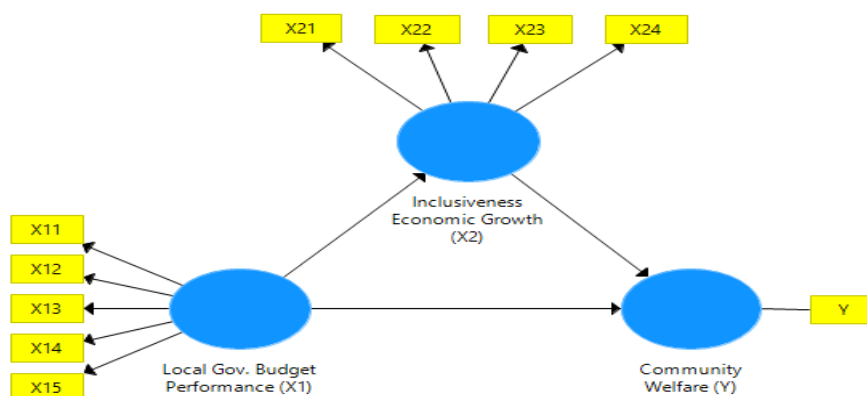 X21
X22
X23
X24
Inclusiveness
Economic Growth
(X2)
X11
X12
X13
X14
X15
Local Gov. Budget
Performance (X1)
Community
Welfare (Y)
Y